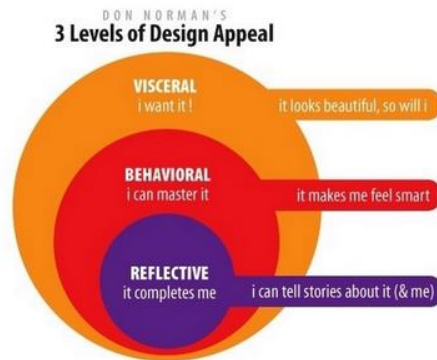 DON NORMAN'S
3 Levels of Design Appeal
VISCERAL
i want it !
it looks beautiful, so will i
BEHAVIORAL
i can master it
it makes me feel smart
REFLECTIVE
it completes me
i can tell stories about it (& me)